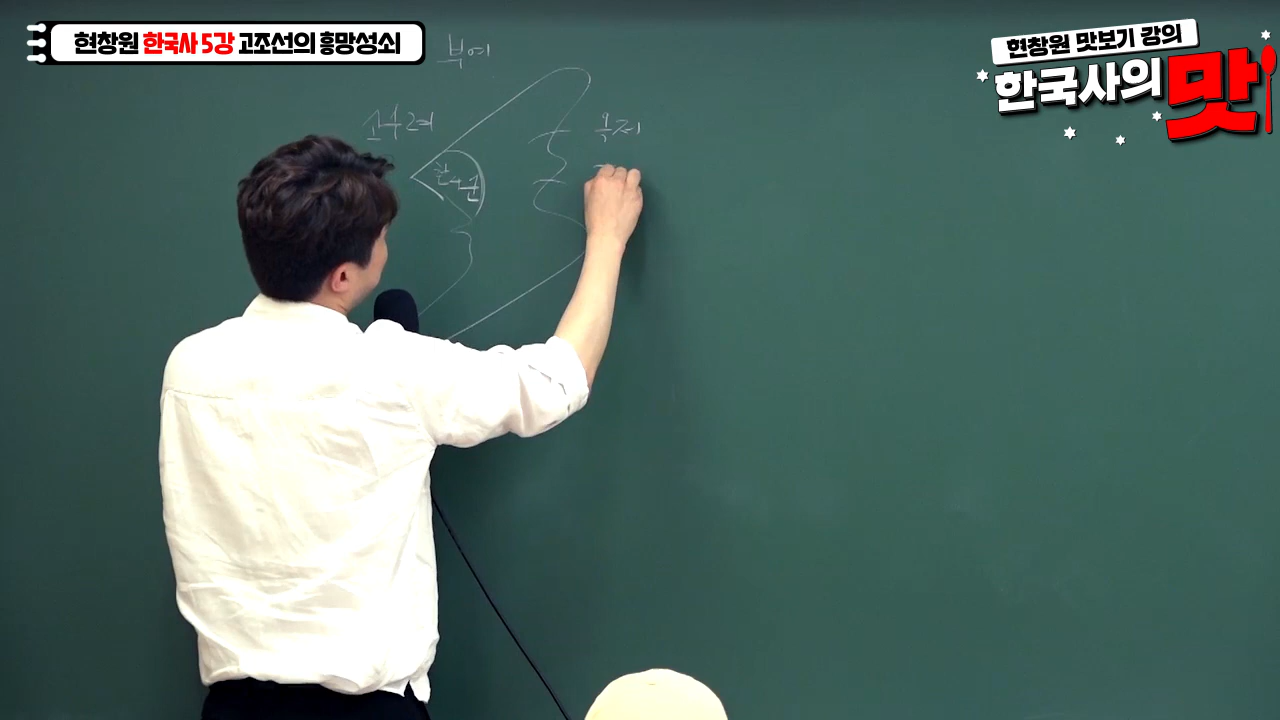 현창원 한국사 5강 고조선의 흥망성쇠
현창원 맛보기 강의
한국사의 맛
부여
고구려
옥저
한4군